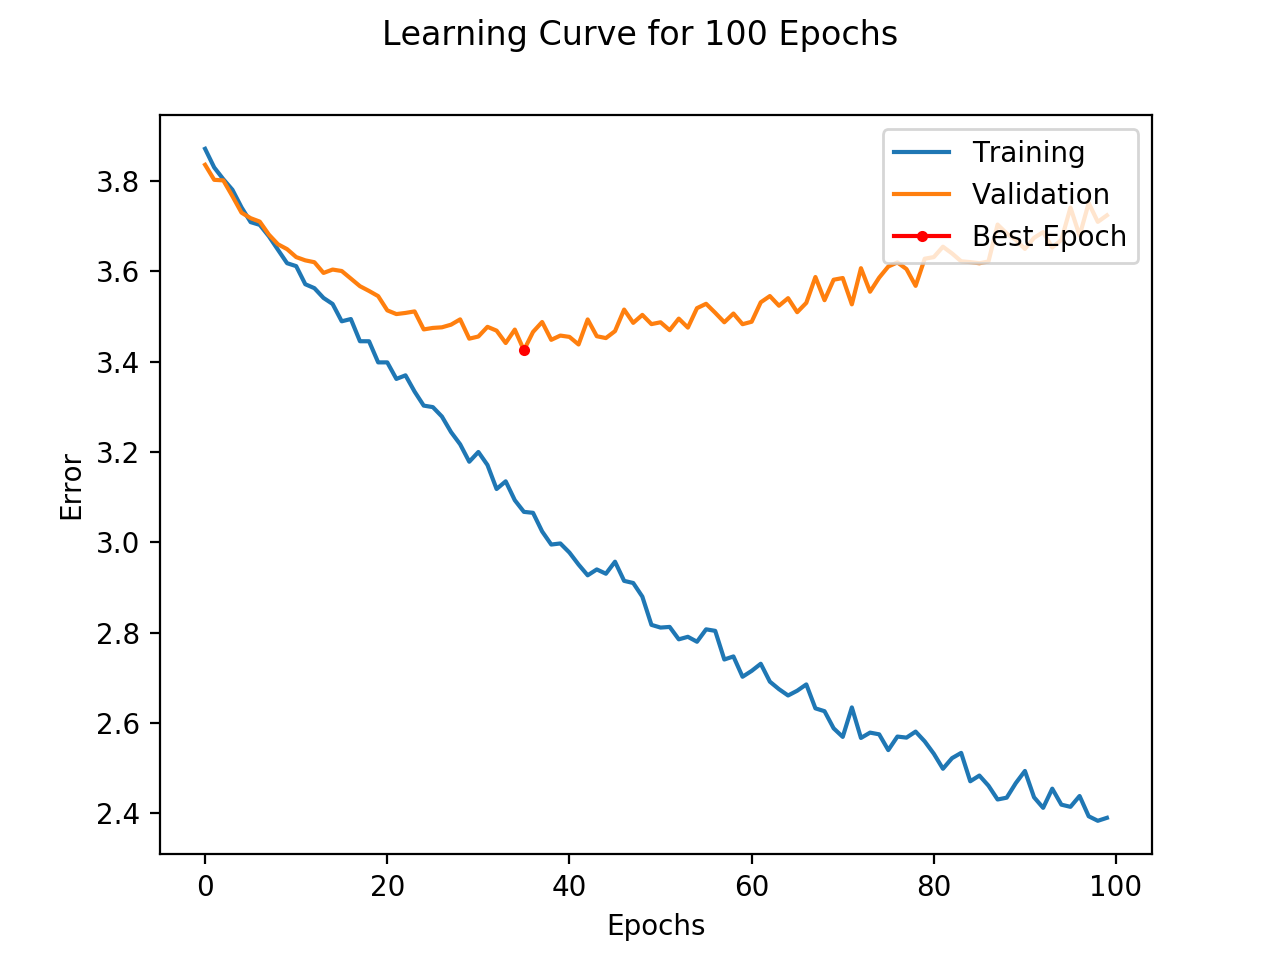 Learning Curve for 100 Epochs
Training
Validation
Best Epoch
3.8
3.6
3.4
3.2
3.0
2.8
2.6
2.4
Error
0 20 40 60 80 100
Epochs